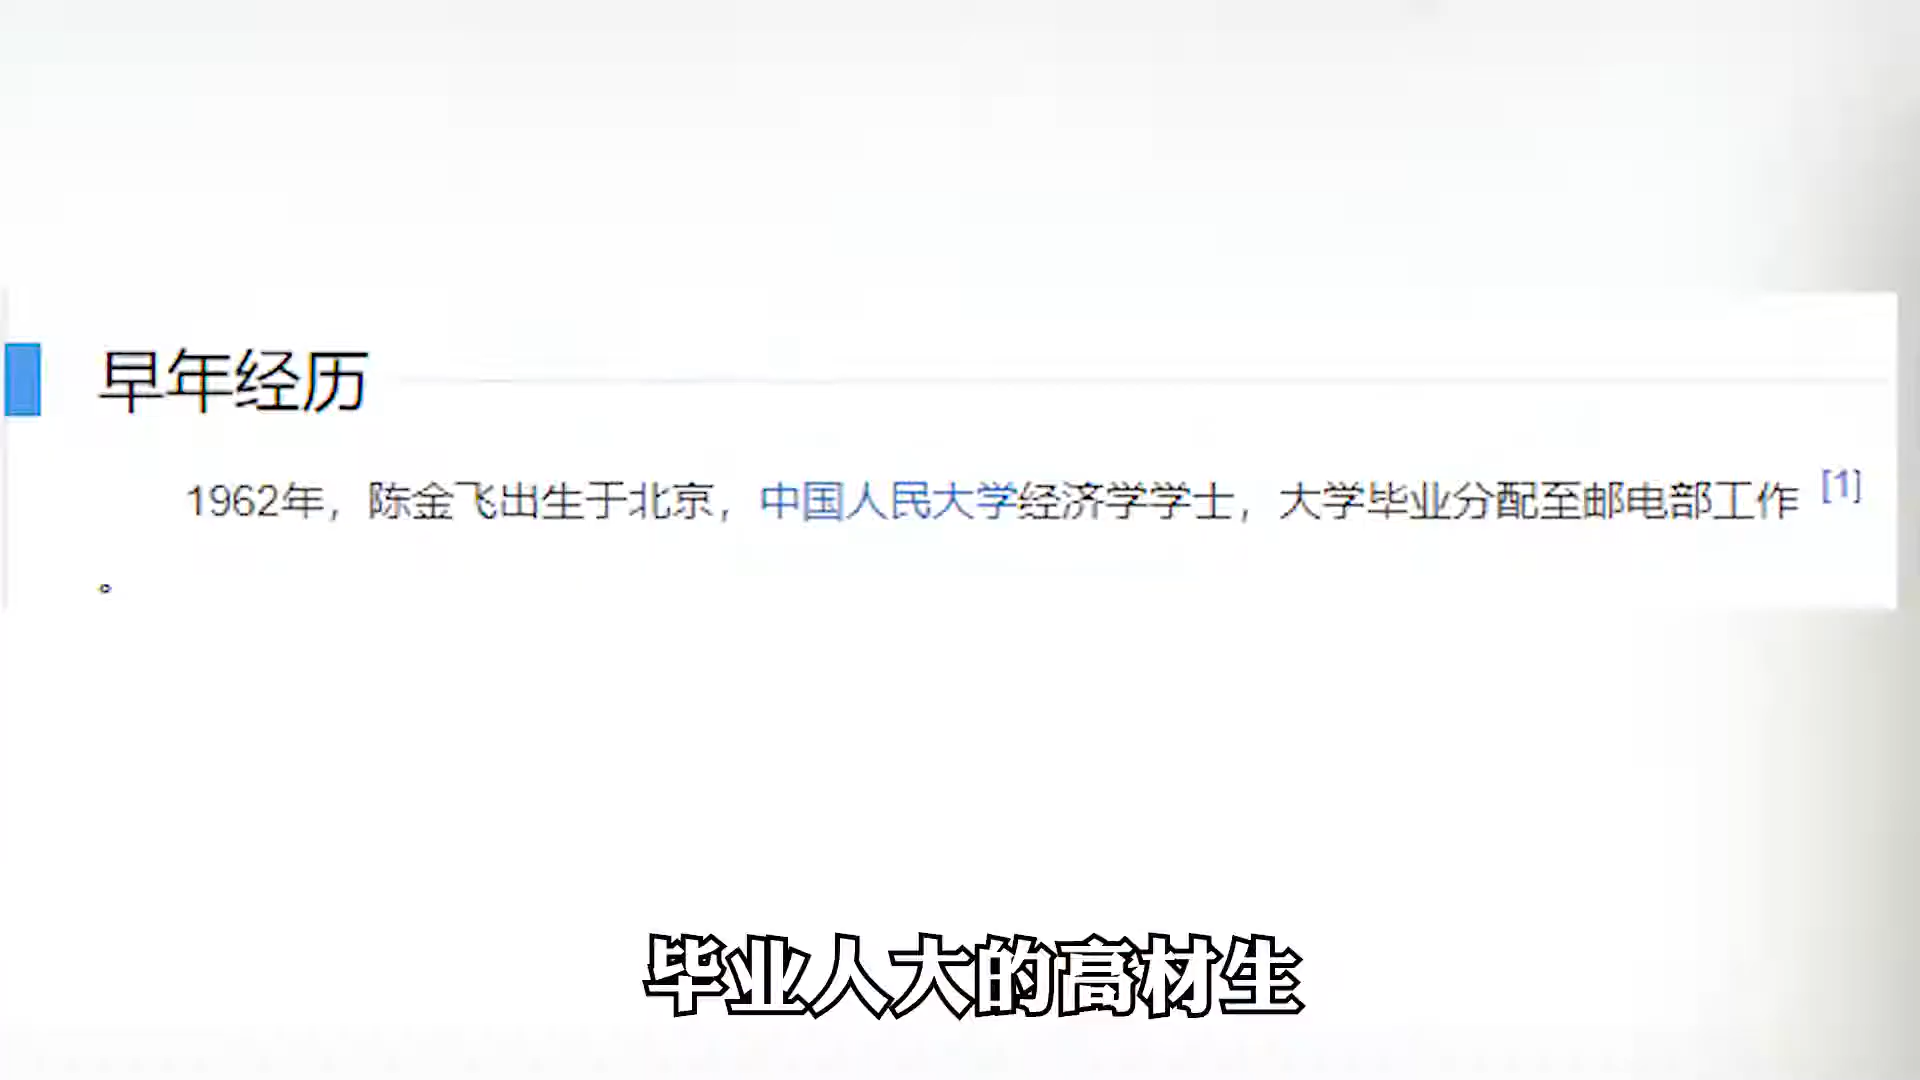 早年经历
1962年，陈金飞出生于北京，中国人民大学经济学学士，大学毕业分配至邮电部工作 [1]
。
毕业人大的高材生